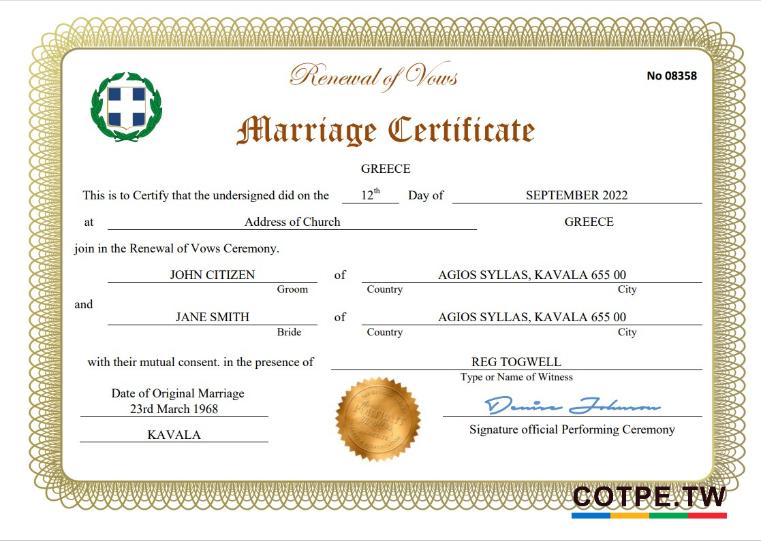 Renewal of Vows
No 08358
Marriage Certificate
GREECE
This is to Certify that the undersigned did on the 12th Day of SEPTEMBER 2022
at Address of Church GREECE
join in the Renewal of Vows Ceremony.
JOHN CITIZEN of AGIOS SYLLAS, KAVALA 655 00
Groom Country City
and
JANE SMITH of AGIOS SYLLAS, KAVALA 655 00
Bride Country City
with their mutual consent. in the presence of REG TOGWELL
Type or Name of Witness
Date of Original Marriage
23rd March 1968
Denise Johnson
KAVALA
Signature official Performing Ceremony
COTPE.TW